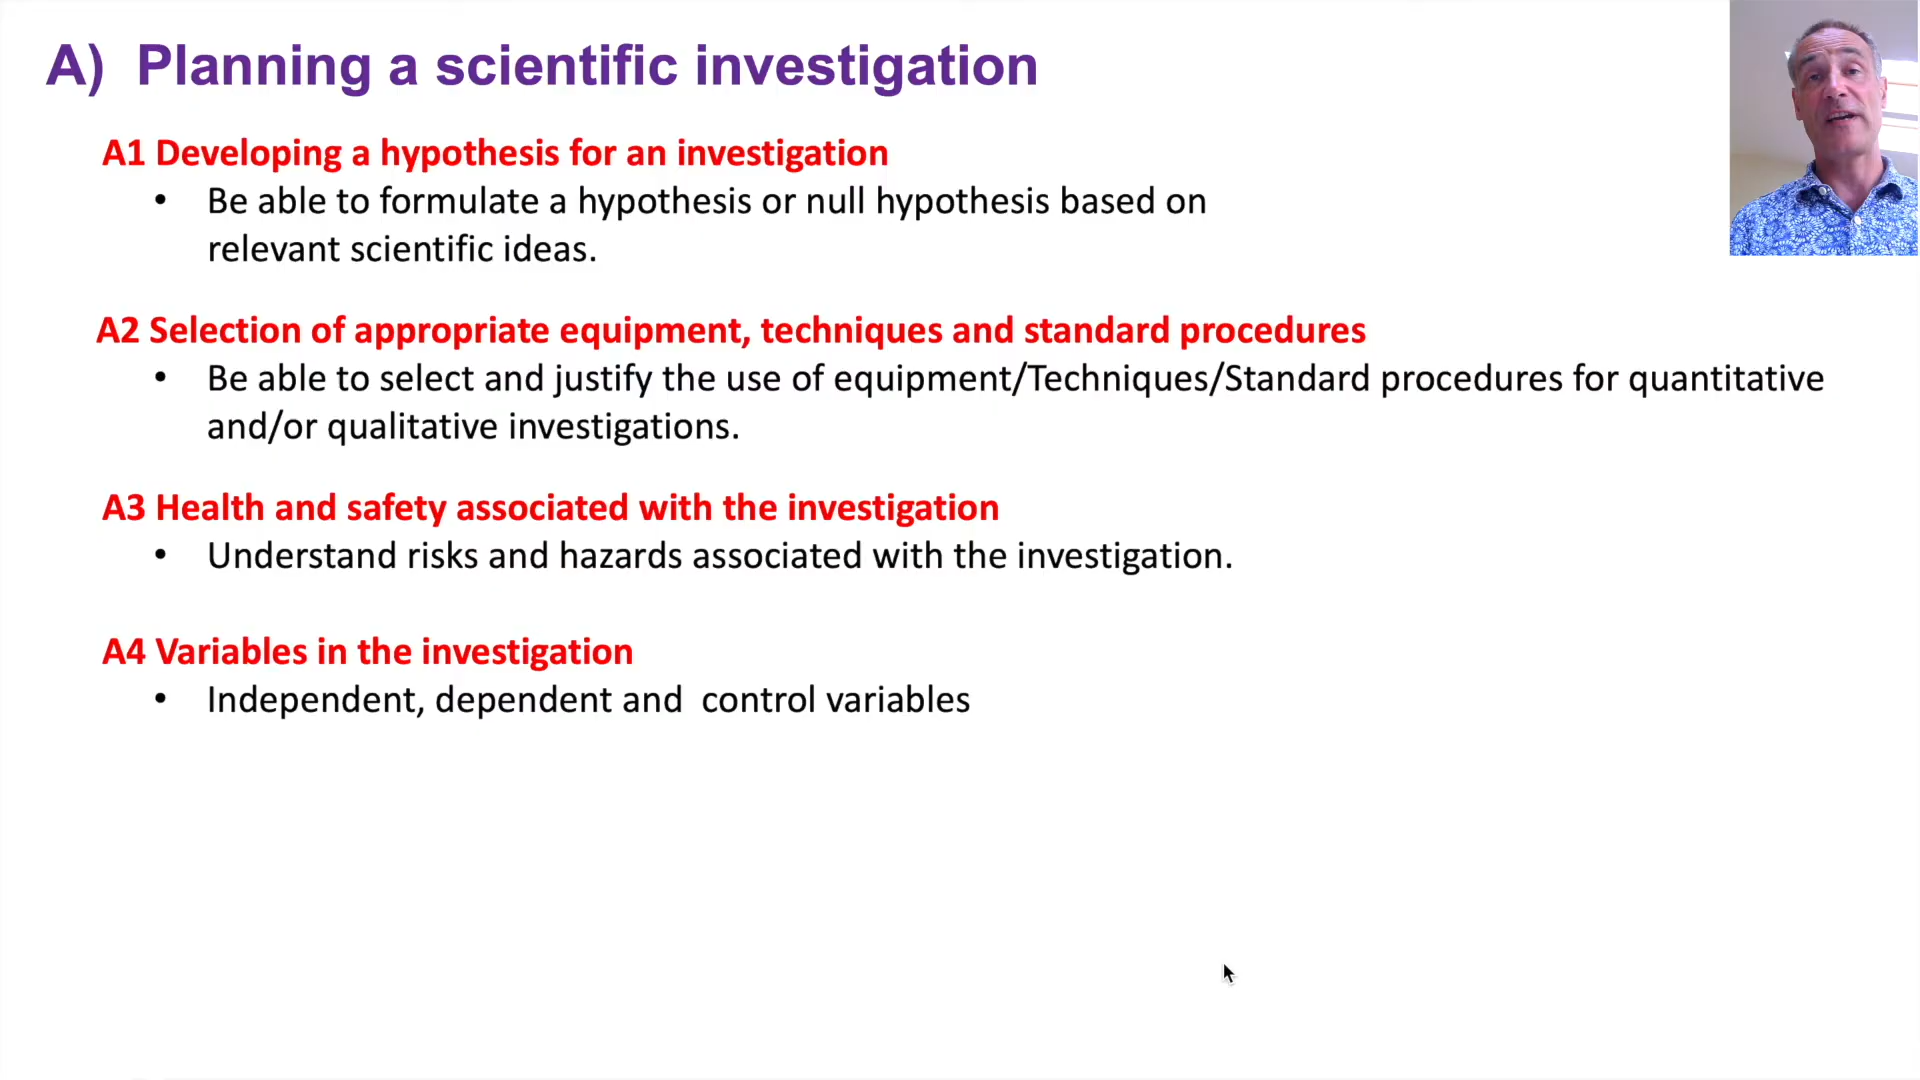 A) Planning a scientific investigation
A1 Developing a hypothesis for an investigation
• Be able to formulate a hypothesis or null hypothesis based on
relevant scientific ideas.
A2 Selection of appropriate equipment, techniques and standard procedures
• Be able to select and justify the use of equipment/Techniques/Standard procedures for quantitative
and/or qualitative investigations.
A3 Health and safety associated with the investigation
• Understand risks and hazards associated with the investigation.
A4 Variables in the investigation
• Independent, dependent and  control variables